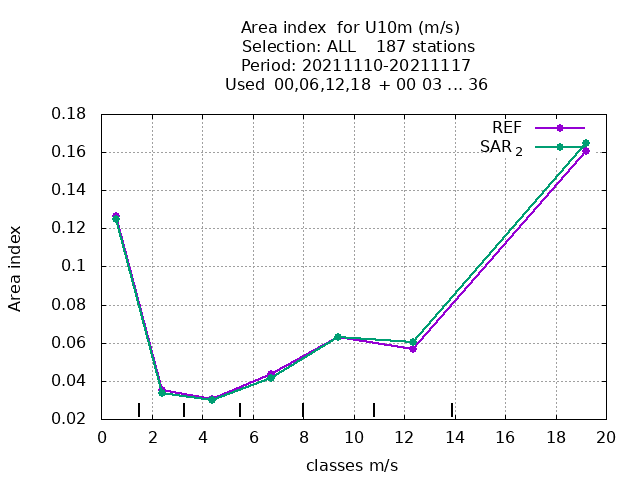 Area index  for U10m (m/s)
Selection: ALL    187 stations
Period: 20211110-20211117
Used  00,06,12,18  + 00 03 ... 36
REF
SAR 2
0.18
0.16
0.14
0.12
0.1
0.08
0.06
0.04
0.02
Area index
0 2 4 6 8 10 12 14 16 18 20
classes m/s